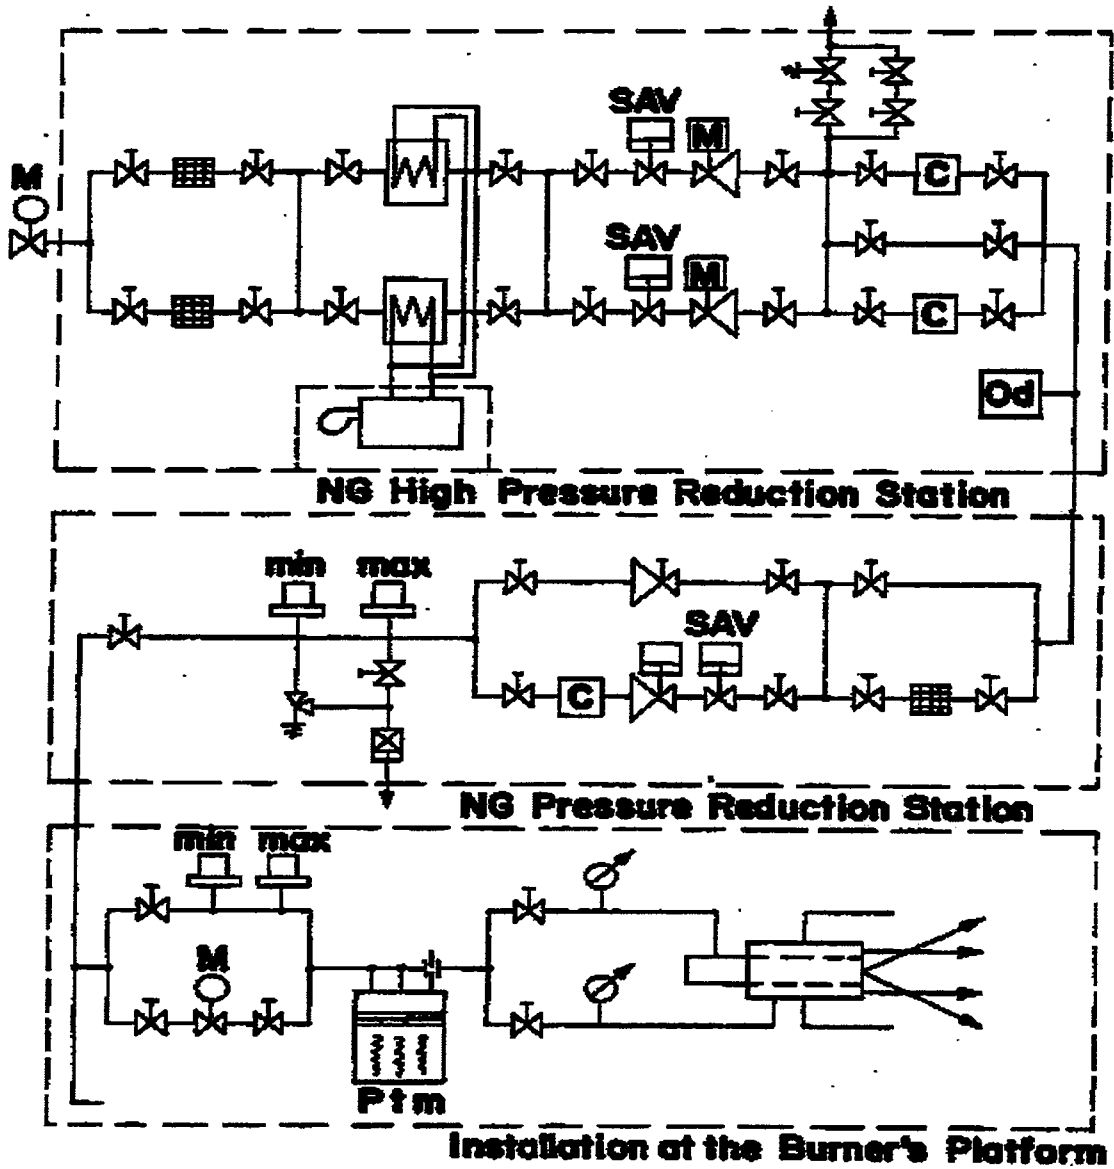 SAV
M
M
C
SAV
M
C
Od
NG High Pressure Reduction Station
min max
SAV
C
NG Pressure Reduction Station
min max
M
P t m
Installation at the Burner's Platform